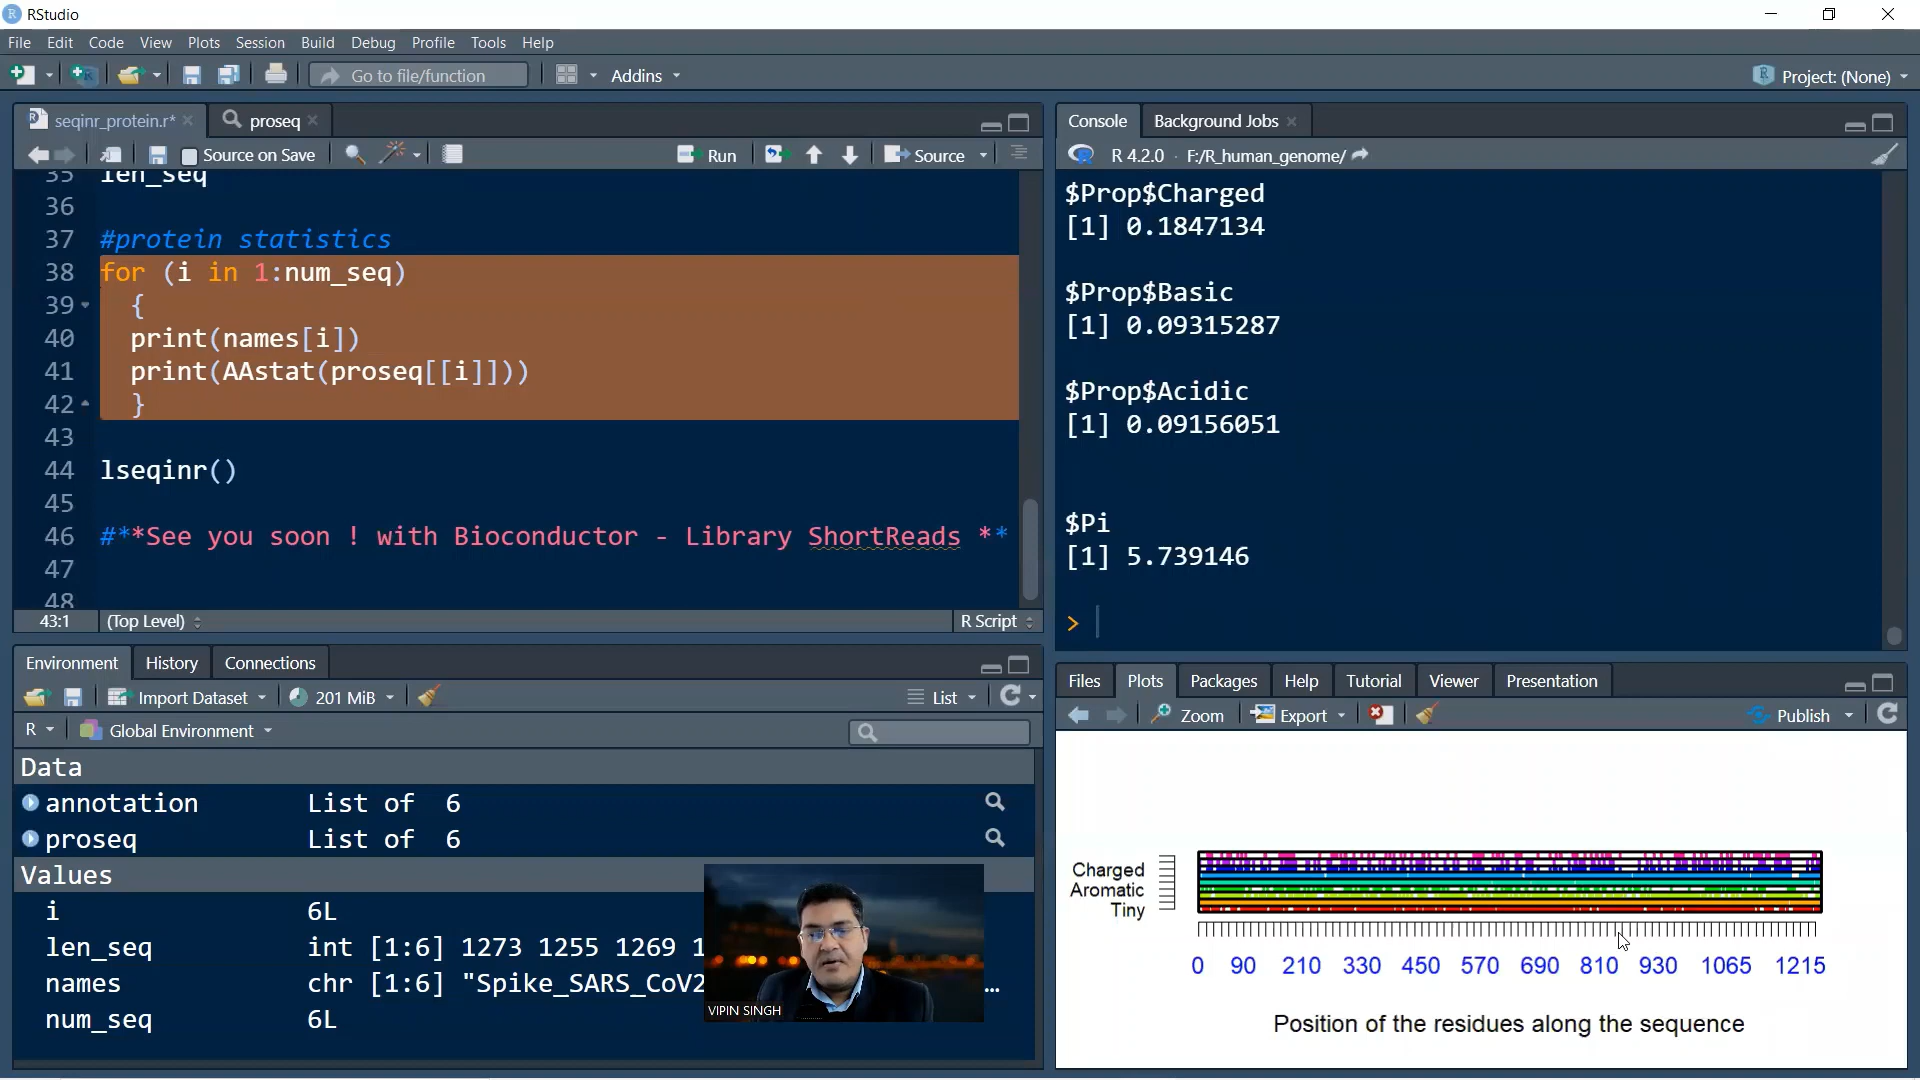 RStudio
File Edit Code View Plots Session Build Debug Profile Tools Help
Go to file/function Addins Project: (None)
seqinr_protein.r* proseq
Source on Save Run Source
35 len_seq
36
37 #protein statistics
38 for (i in 1:num_seq)
39 {
40 print(names[i])
41 print(AAstat(proseq[[i]]))
42 }
43
44 lseqinr()
45
46 #**See you soon ! with Bioconductor - Library ShortReads **
47
48
43:1 (Top Level) R Script
Environment History Connections
Import Dataset 201 MiB List
R Global Environment
Data
annotation List of 6
proseq List of 6
Values
i 6L
len_seq int [1:6] 1273 1255 1269 1
names chr [1:6] "Spike_SARS_CoV2 …
num_seq 6L
VIPIN SINGH
Console Background Jobs
R 4.2.0 · F:/R_human_genome/
$Prop$Charged
[1] 0.1847134
$Prop$Basic
[1] 0.09315287
$Prop$Acidic
[1] 0.09156051
$Pi
[1] 5.739146
>
Files Plots Packages Help Tutorial Viewer Presentation
Zoom Export Publish
Charged
Aromatic
Tiny
0 90 210 330 450 570 690 810 930 1065 1215
Position of the residues along the sequence